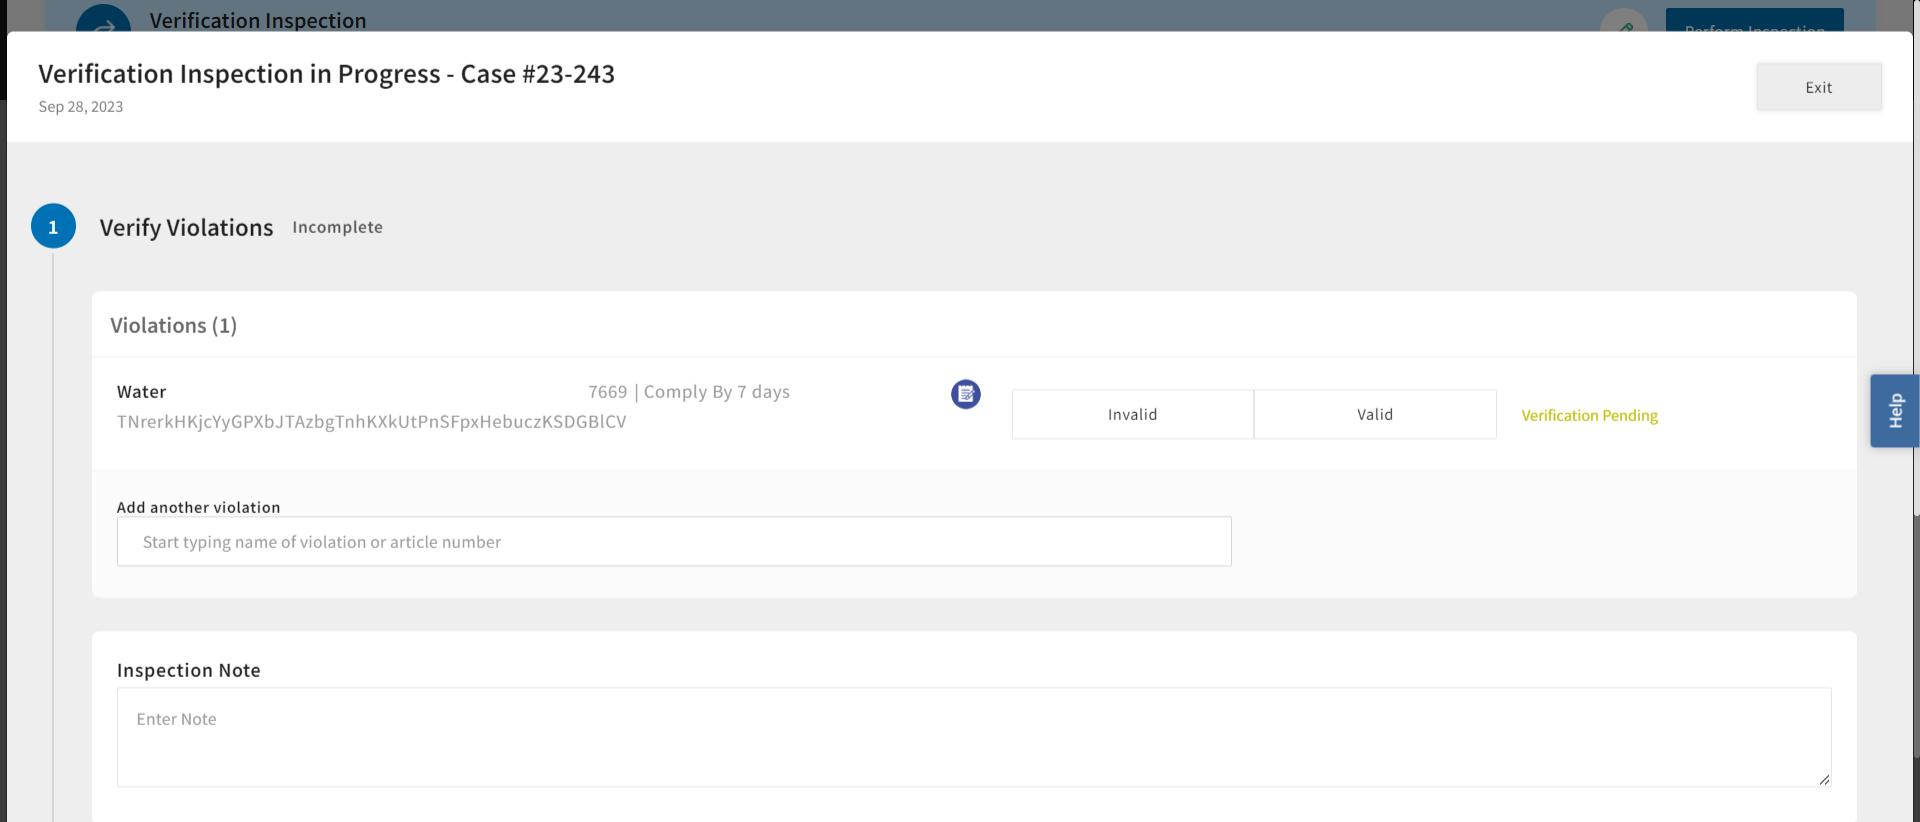 Verification Inspection
Perform Inspection
Verification Inspection in Progress - Case #23-243
Sep 28, 2023
Exit
1
Verify Violations Incomplete
Violations (1)
Water
7669 | Comply By 7 days
TNrerkHKjcYyGPXbJTAzbgTnhKXkUtPnSFpxHebuczKSDGBlCV
Invalid
Valid
Verification Pending
Help
Add another violation
Start typing name of violation or article number
Inspection Note
Enter Note